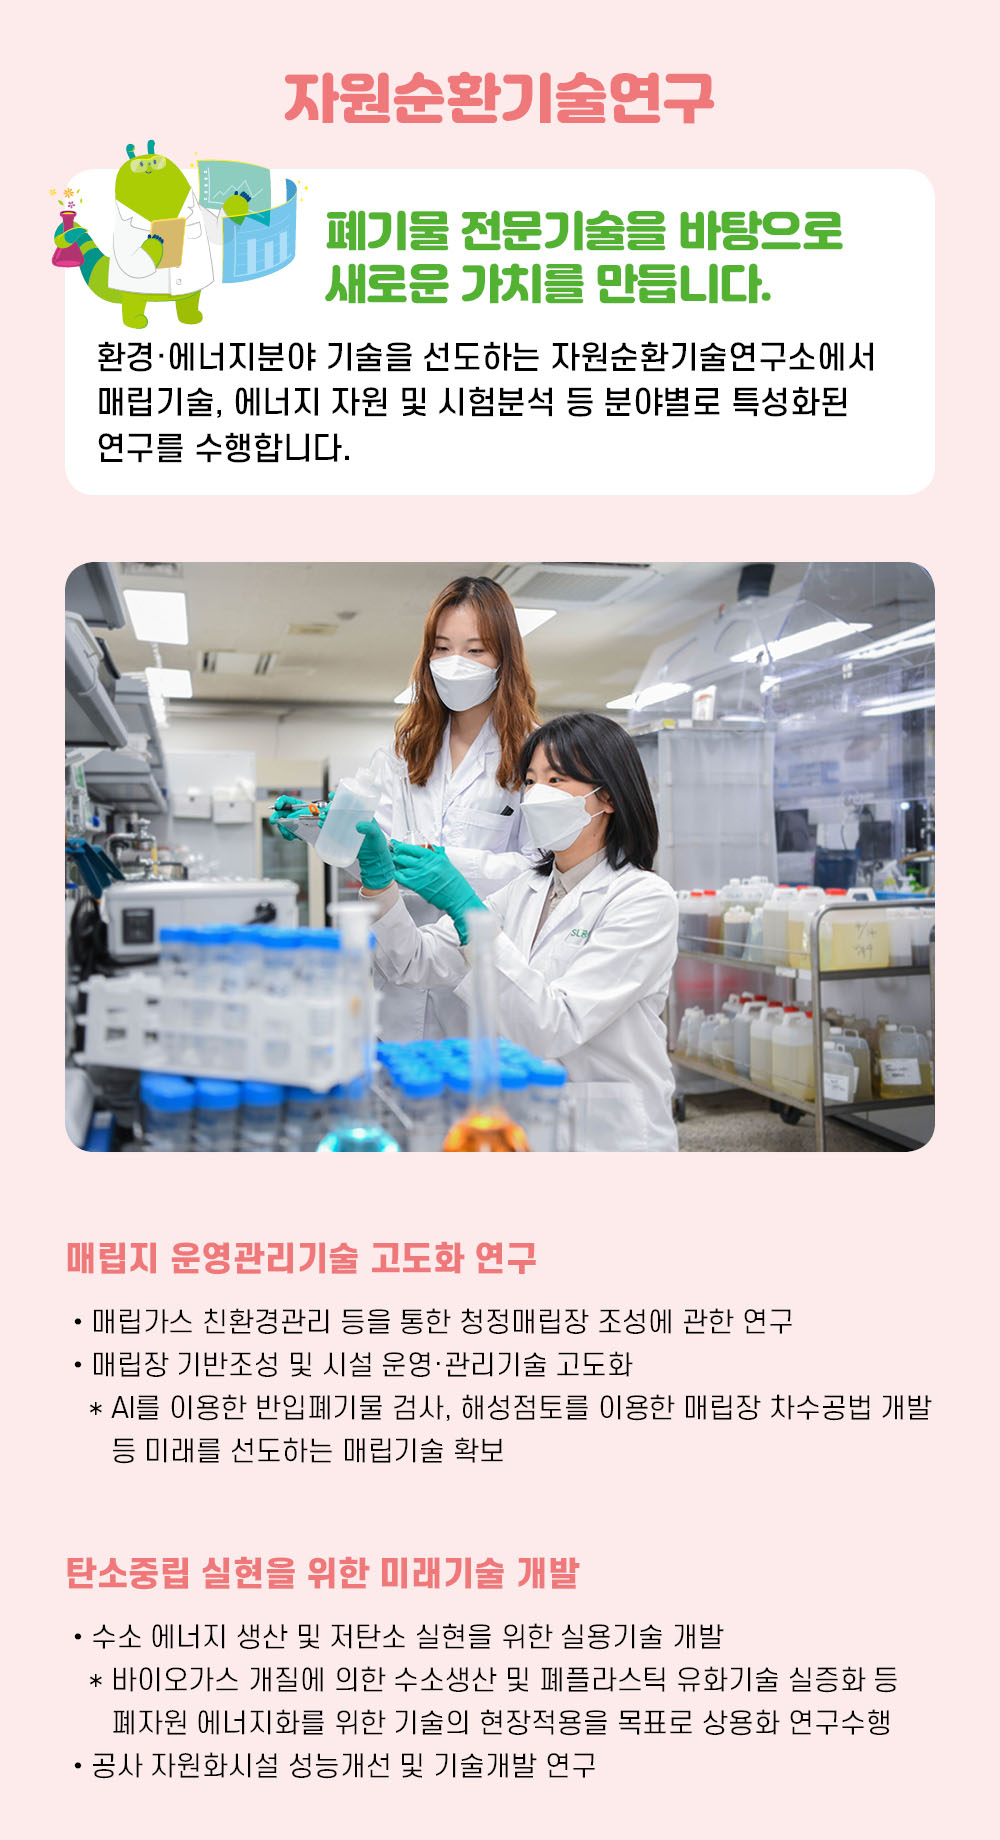 자원순환기술연구
폐기물 전문기술을 바탕으로
새로운 가치를 만듭니다.
환경·에너지분야 기술을 선도하는 자원순환기술연구소에서
매립기술, 에너지 자원 및 시험분석 등 분야별로 특성화된
연구를 수행합니다.
매립지 운영관리기술 고도화 연구
• 매립가스 친환경관리 등을 통한 청정매립장 조성에 관한 연구
• 매립장 기반조성 및 시설 운영·관리기술 고도화
* AI를 이용한 반입폐기물 검사, 해성점토를 이용한 매립장 차수공법 개발
등 미래를 선도하는 매립기술 확보
탄소중립 실현을 위한 미래기술 개발
• 수소 에너지 생산 및 저탄소 실현을 위한 실용기술 개발
* 바이오가스 개질에 의한 수소생산 및 폐플라스틱 유화기술 실증화 등
폐자원 에너지화를 위한 기술의 현장적용을 목표로 상용화 연구수행
• 공사 자원화시설 성능개선 및 기술개발 연구